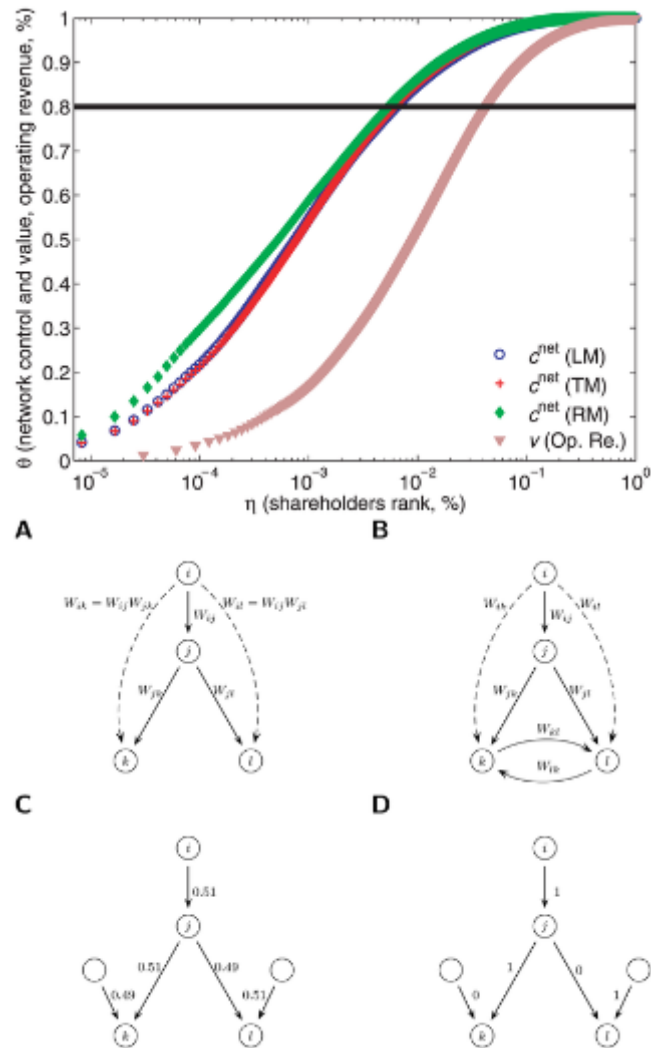 1
0.9
0.8
0.7
0.6
0.5
0.4
0.3
0.2
0.1
0
θ (network control and value, operating revenue, %)
c^net (LM)
c^net (TM)
c^net (RM)
v (Op. Re.)
10^-5 10^-4 10^-3 10^-2 10^-1 10^0
η (shareholders rank, %)
A
i
W_ik = W_ij W_jk
W_il = W_ij W_jl
W_ij
j
W_jk W_jl
k l
B
i
W_ik W_il
W_ij
j
W_jk W_jl
W_kl
k l
W_lk
C
i
0.51
j
0.51 0.49
0.49 0.51
k l
D
i
1
j
1 0
0 1
k l